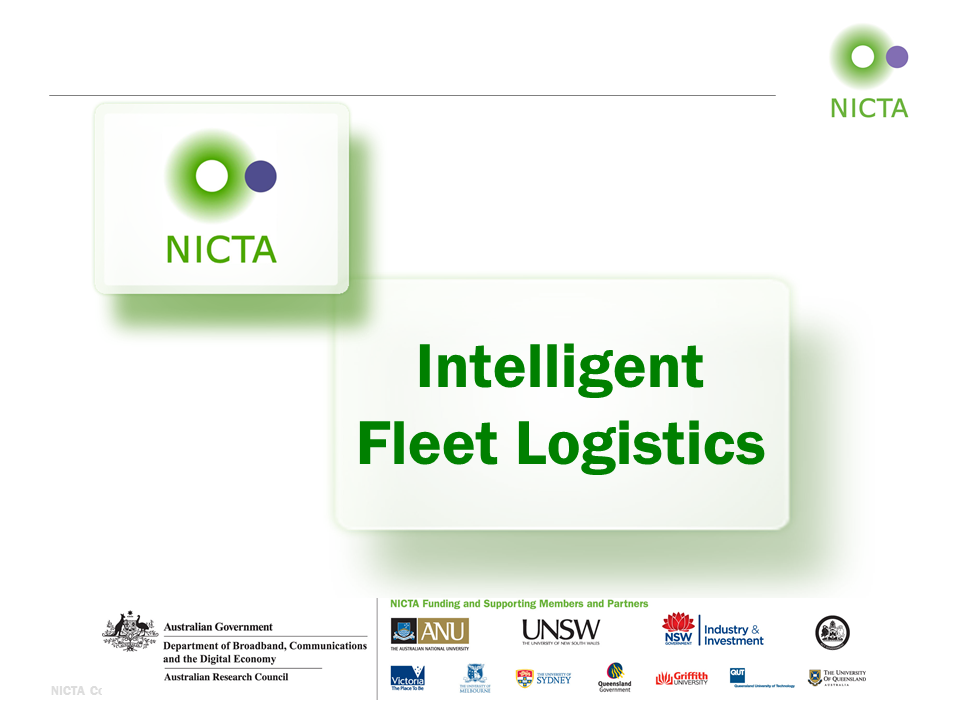 NICTA
NICTA
Intelligent
Fleet Logistics
NICTA Funding and Supporting Members and Partners
Australian Government
Department of Broadband, Communications
and the Digital Economy
Australian Research Council
ANU
THE AUSTRALIAN NATIONAL UNIVERSITY
UNSW
THE UNIVERSITY OF NEW SOUTH WALES
NSW
GOVERNMENT
Industry &
Investment
Victoria
The Place To Be
THE UNIVERSITY OF
MELBOURNE
THE UNIVERSITY OF
SYDNEY
Queensland
Government
Griffith
UNIVERSITY
QUT
Queensland University of Technology
THE UNIVERSITY
OF QUEENSLAND
AUSTRALIA
NICTA Co